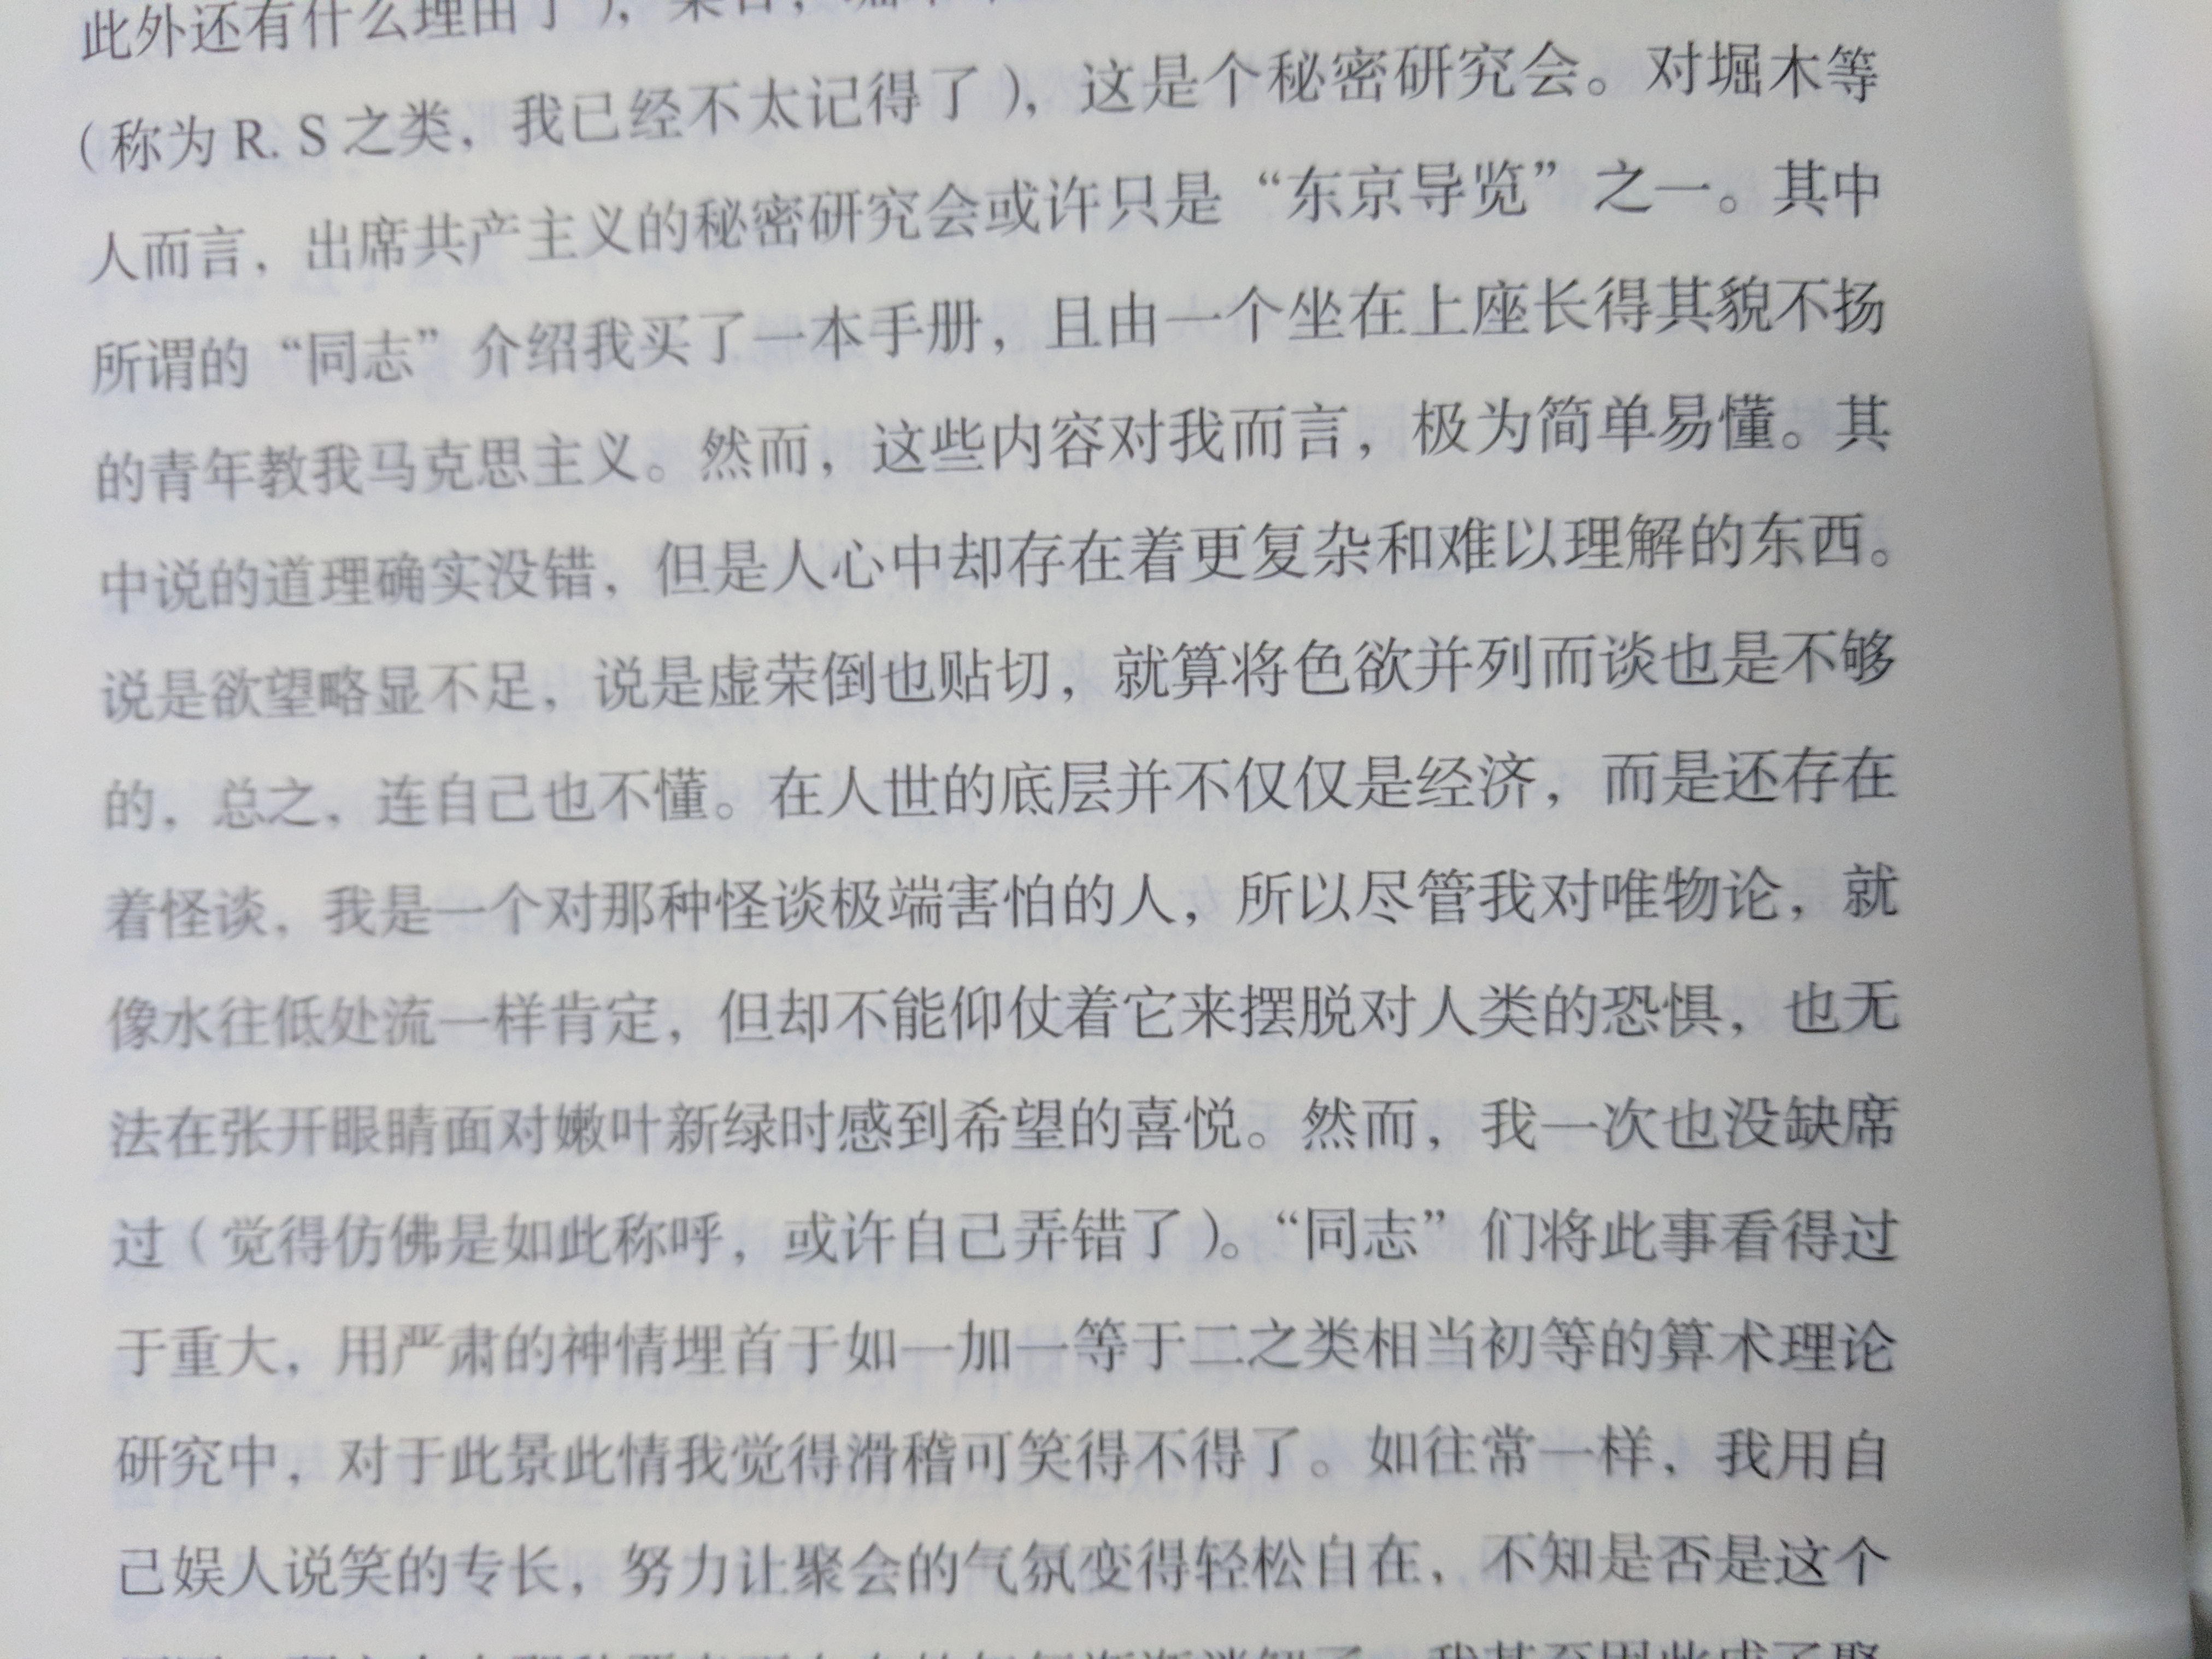 此外还有什么理由了），某日，堀木
（称为 R. S 之类，我已经不太记得了），这是个秘密研究会。对堀木等
人而言，出席共产主义的秘密研究会或许只是“东京导览”之一。其中
所谓的“同志”介绍我买了一本手册，且由一个坐在上座长得其貌不扬
的青年教我马克思主义。然而，这些内容对我而言，极为简单易懂。其
中说的道理确实没错，但是人心中却存在着更复杂和难以理解的东西。
说是欲望略显不足，说是虚荣倒也贴切，就算将色欲并列而谈也是不够
的，总之，连自己也不懂。在人世的底层并不仅仅是经济，而是还存在
着怪谈，我是一个对那种怪谈极端害怕的人，所以尽管我对唯物论，就
像水往低处流一样肯定，但却不能仰仗着它来摆脱对人类的恐惧，也无
法在张开眼睛面对嫩叶新绿时感到希望的喜悦。然而，我一次也没缺席
过（觉得仿佛是如此称呼，或许自己弄错了）。“同志”们将此事看得过
于重大，用严肃的神情埋首于如一加一等于二之类相当初等的算术理论
研究中，对于此景此情我觉得滑稽可笑得不得了。如往常一样，我用自
己娱人说笑的专长，努力让聚会的气氛变得轻松自在，不知是否是这个
我甚至因此成了聚